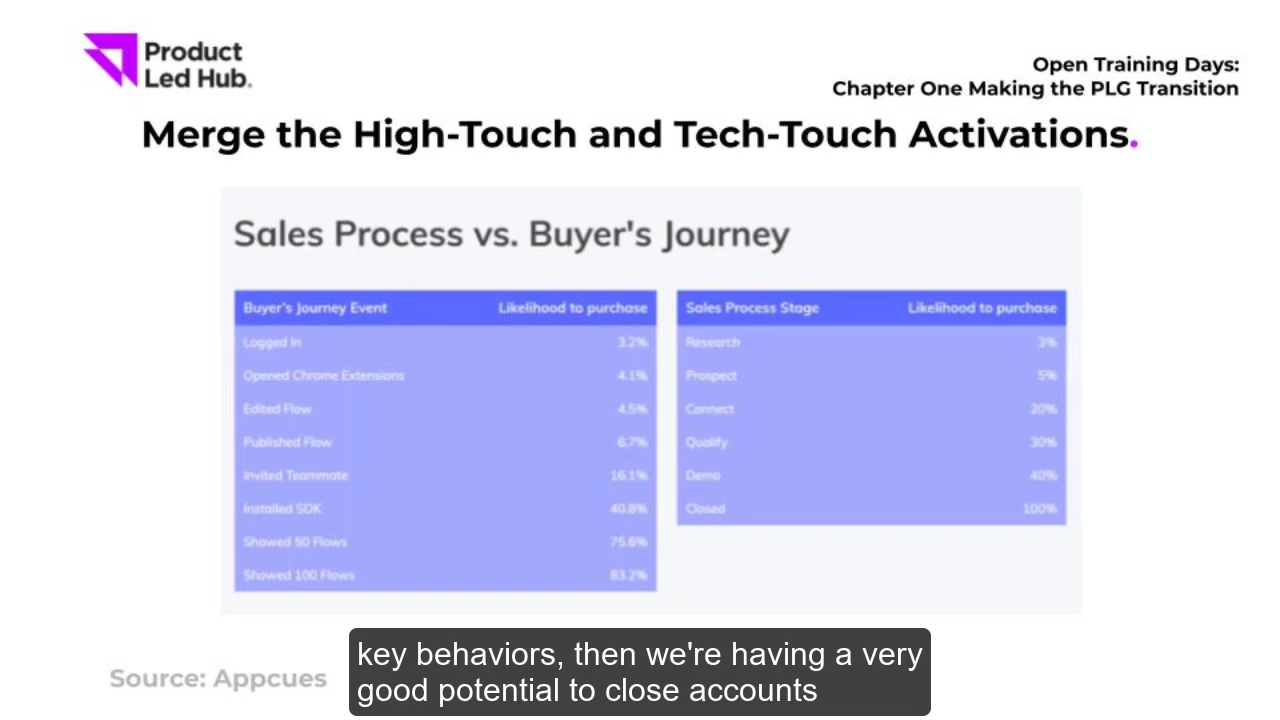 Product
Led Hub.
Open Training Days:
Chapter One Making the PLG Transition
Merge the High-Touch and Tech-Touch Activations.
Sales Process vs. Buyer's Journey
Buyer's Journey Event Likelihood to purchase
Logged In 3.2%
Opened Chrome Extensions 4.1%
Edited Flow 4.5%
Published Flow 6.7%
Invited Teammate 16.1%
Installed SDK 40.8%
Showed 50 Flows 75.6%
Showed 100 Flows 83.2%
Sales Process Stage Likelihood to purchase
Research 3%
Prospect 5%
Connect 20%
Qualify 30%
Demo 40%
Closed 100%
key behaviors, then we're having a very
good potential to close accounts
Source: Appcues